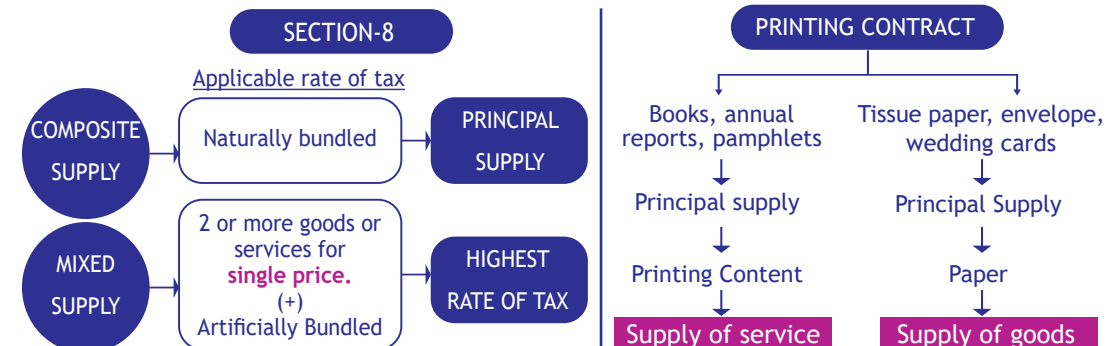 SECTION-8
Applicable rate of tax
COMPOSITE
SUPPLY
Naturally bundled
PRINCIPAL
SUPPLY
MIXED
SUPPLY
2 or more goods or
services for
single price.
(+)
Artificially Bundled
HIGHEST
RATE OF TAX
PRINTING CONTRACT
Books, annual
reports, pamphlets
Principal supply
Printing Content
Supply of service
Tissue paper, envelope,
wedding cards
Principal Supply
Paper
Supply of goods